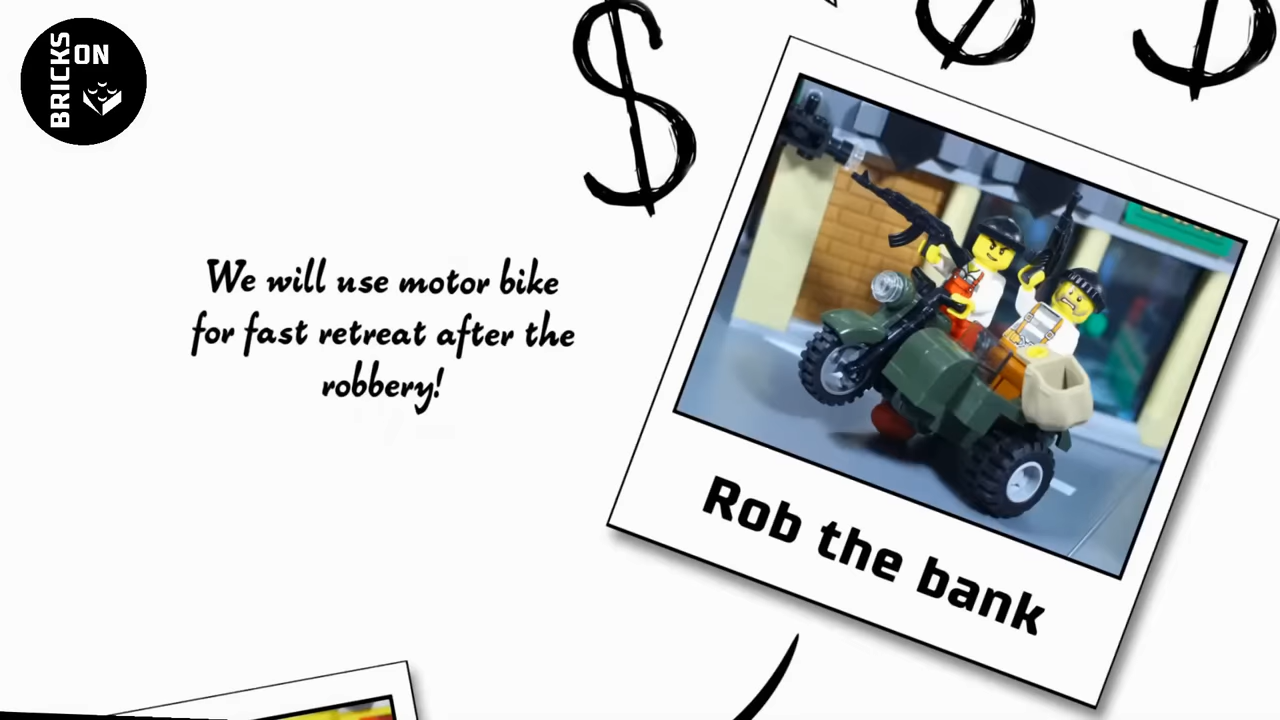 BRICKS
ON
We will use motor bike
for fast retreat after the
robbery!
$
Rob the bank